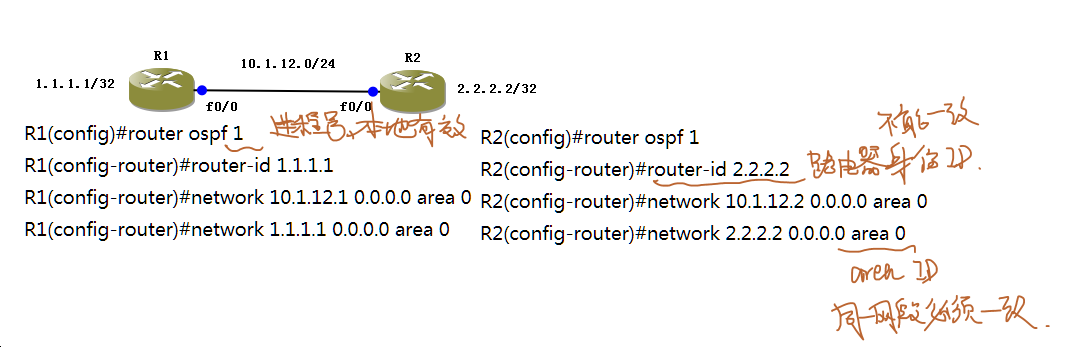 R1
R2
10.1.12.0/24
1.1.1.1/32
2.2.2.2/32
f0/0
f0/0
R1(config)#router ospf 1
进程号,本地有效
R1(config-router)#router-id 1.1.1.1
R1(config-router)#network 10.1.12.1 0.0.0.0 area 0
R1(config-router)#network 1.1.1.1 0.0.0.0 area 0
不能一致
R2(config)#router ospf 1
R2(config-router)#router-id 2.2.2.2
路由器身份ID.
R2(config-router)#network 10.1.12.2 0.0.0.0 area 0
R2(config-router)#network 2.2.2.2 0.0.0.0 area 0
area ID
同一网段必须一致.